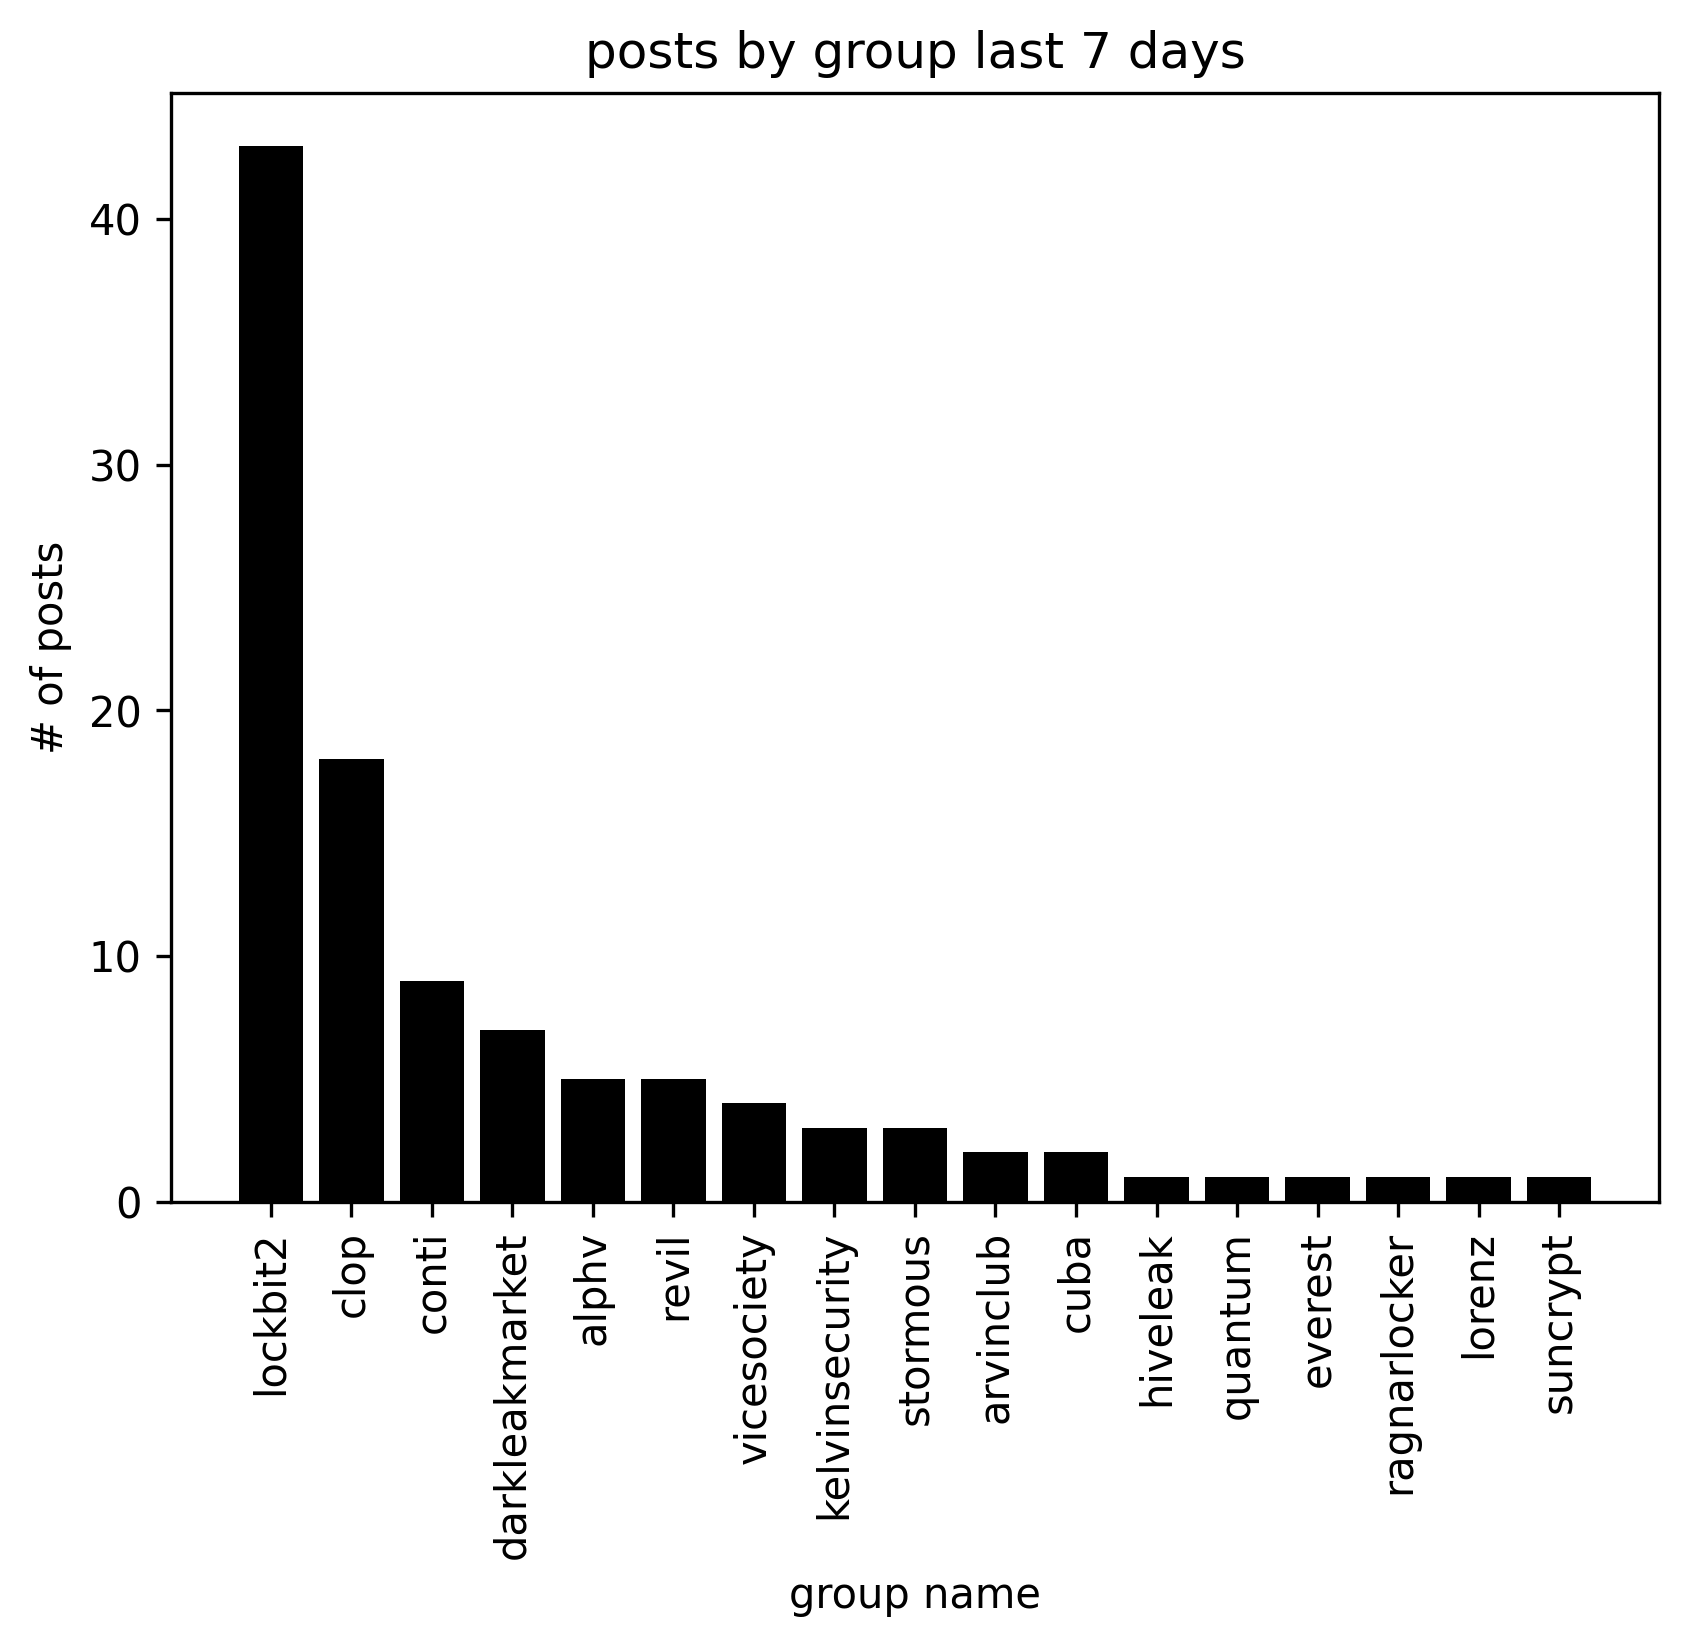 posts by group last 7 days
# of posts
40
30
20
10
0
lockbit2
clop
conti
darkleakmarket
alphv
revil
vicesociety
kelvinsecurity
stormous
arvinclub
cuba
hiveleak
quantum
everest
ragnarlocker
lorenz
suncrypt
group name